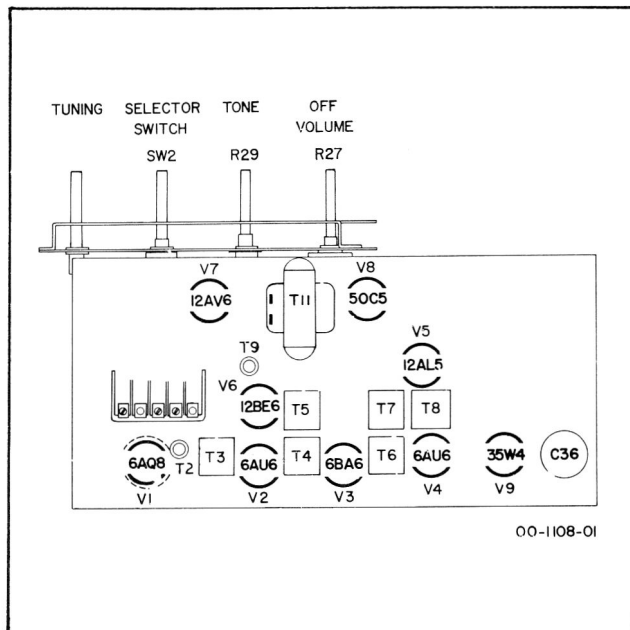 TUNING SELECTOR SWITCH TONE OFF VOLUME
SW2 R29 R27
V7 V8
12AV6 T11 50C5
V5
T9 12AL5
V6
12BE6 T5 T7 T8
6AQ8 T2 T3 6AU6 T4 6BA6 T6 6AU6 35W4 C36
V1 V2 V3 V4 V9
00-1108-01